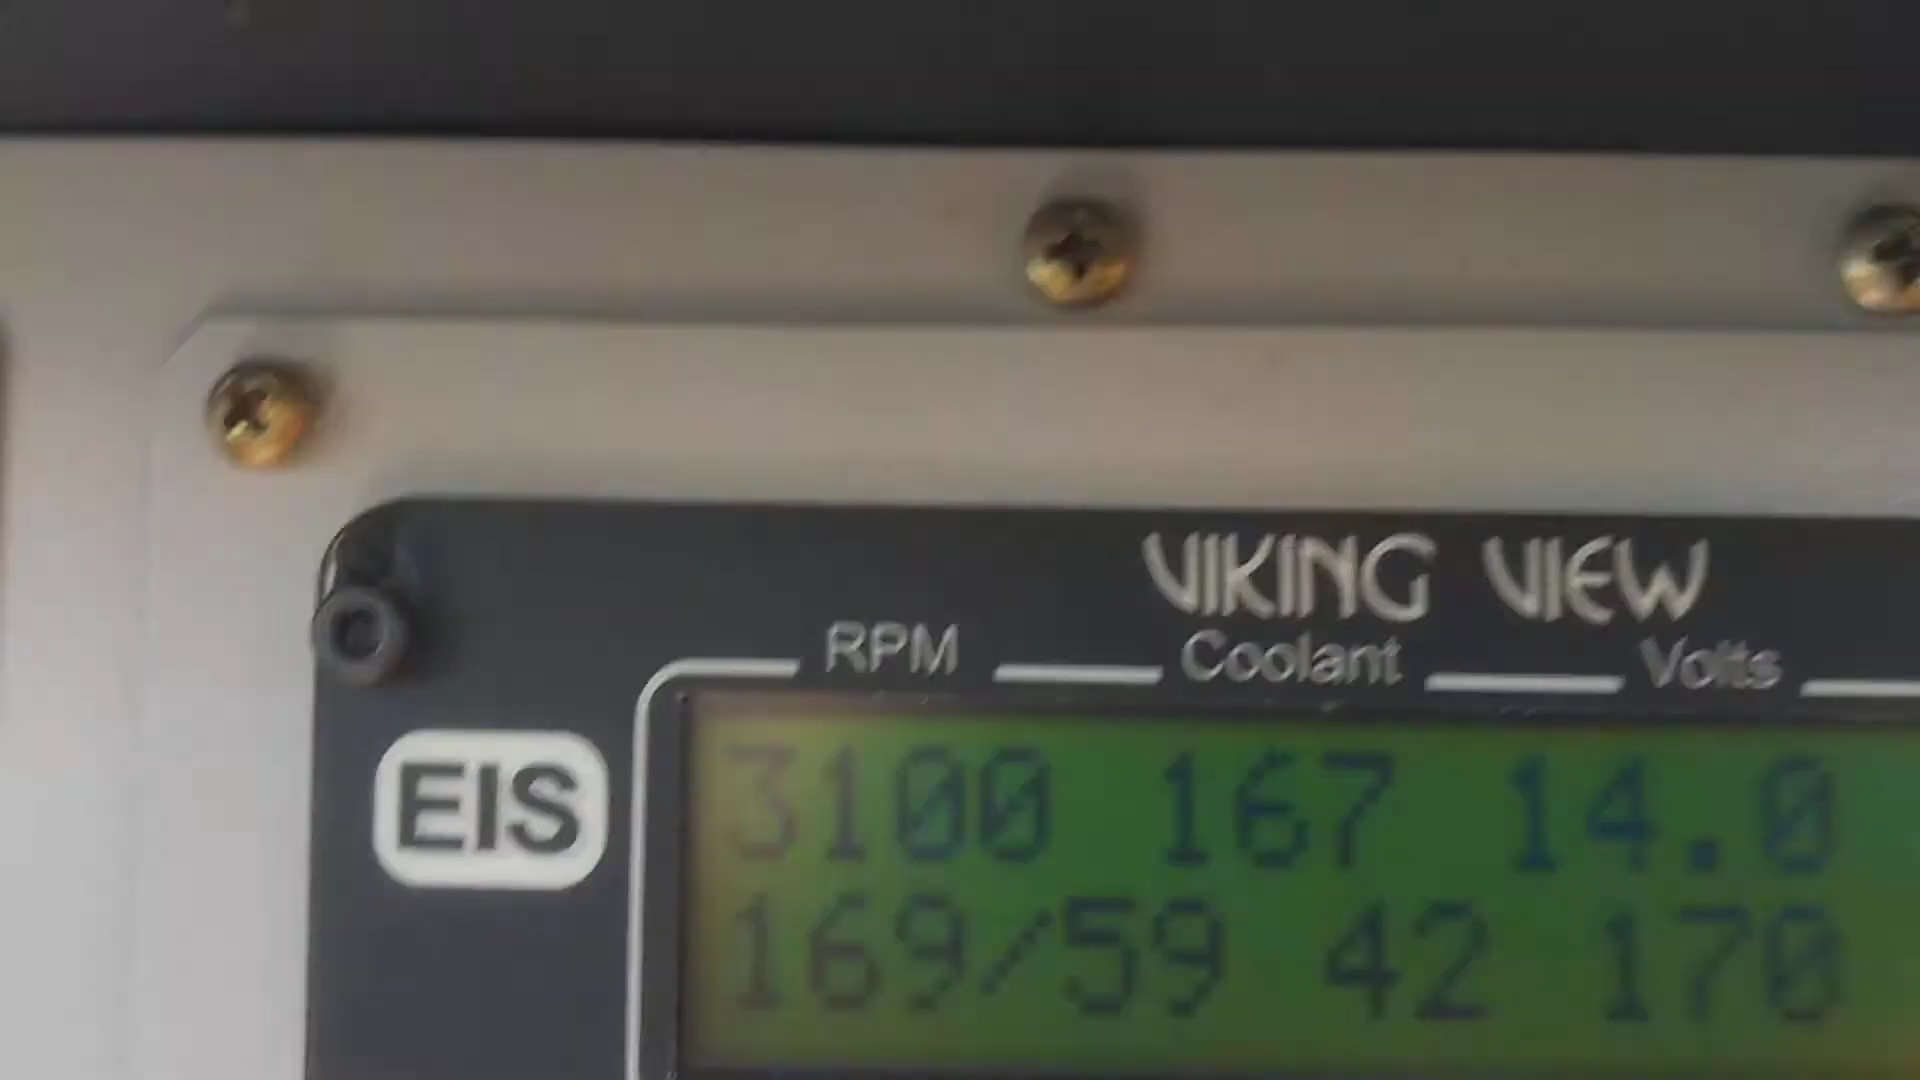 VIKING VIEW
RPM Coolant Volts
EIS
3100 167 14.0
169/59 42 170